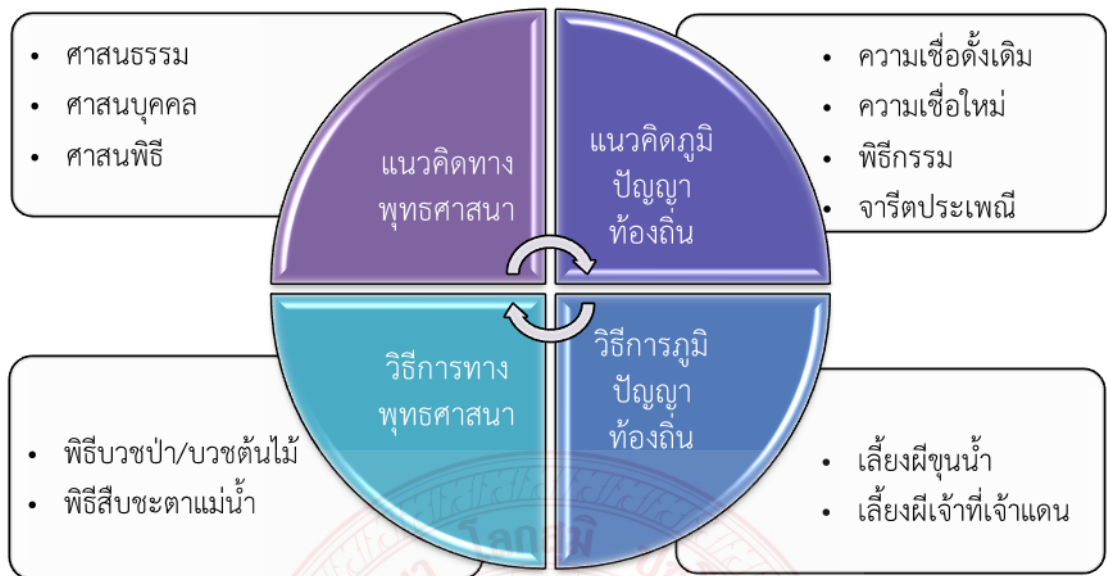 • ศาสนธรรม
• ศาสนบุคคล
• ศาสนพิธี
แนวคิดทาง
พุทธศาสนา
แนวคิดภูมิ
ปัญญา
ท้องถิ่น
• ความเชื่อดั้งเดิม
• ความเชื่อใหม่
• พิธีกรรม
• จารีตประเพณี
• พิธีบวชป่า/บวชต้นไม้
• พิธีสืบชะตาแม่น้ำ
วิธีการทาง
พุทธศาสนา
วิธีการภูมิ
ปัญญา
ท้องถิ่น
• เลี้ยงผีขุนน้ำ
• เลี้ยงผีเจ้าที่เจ้าแดน